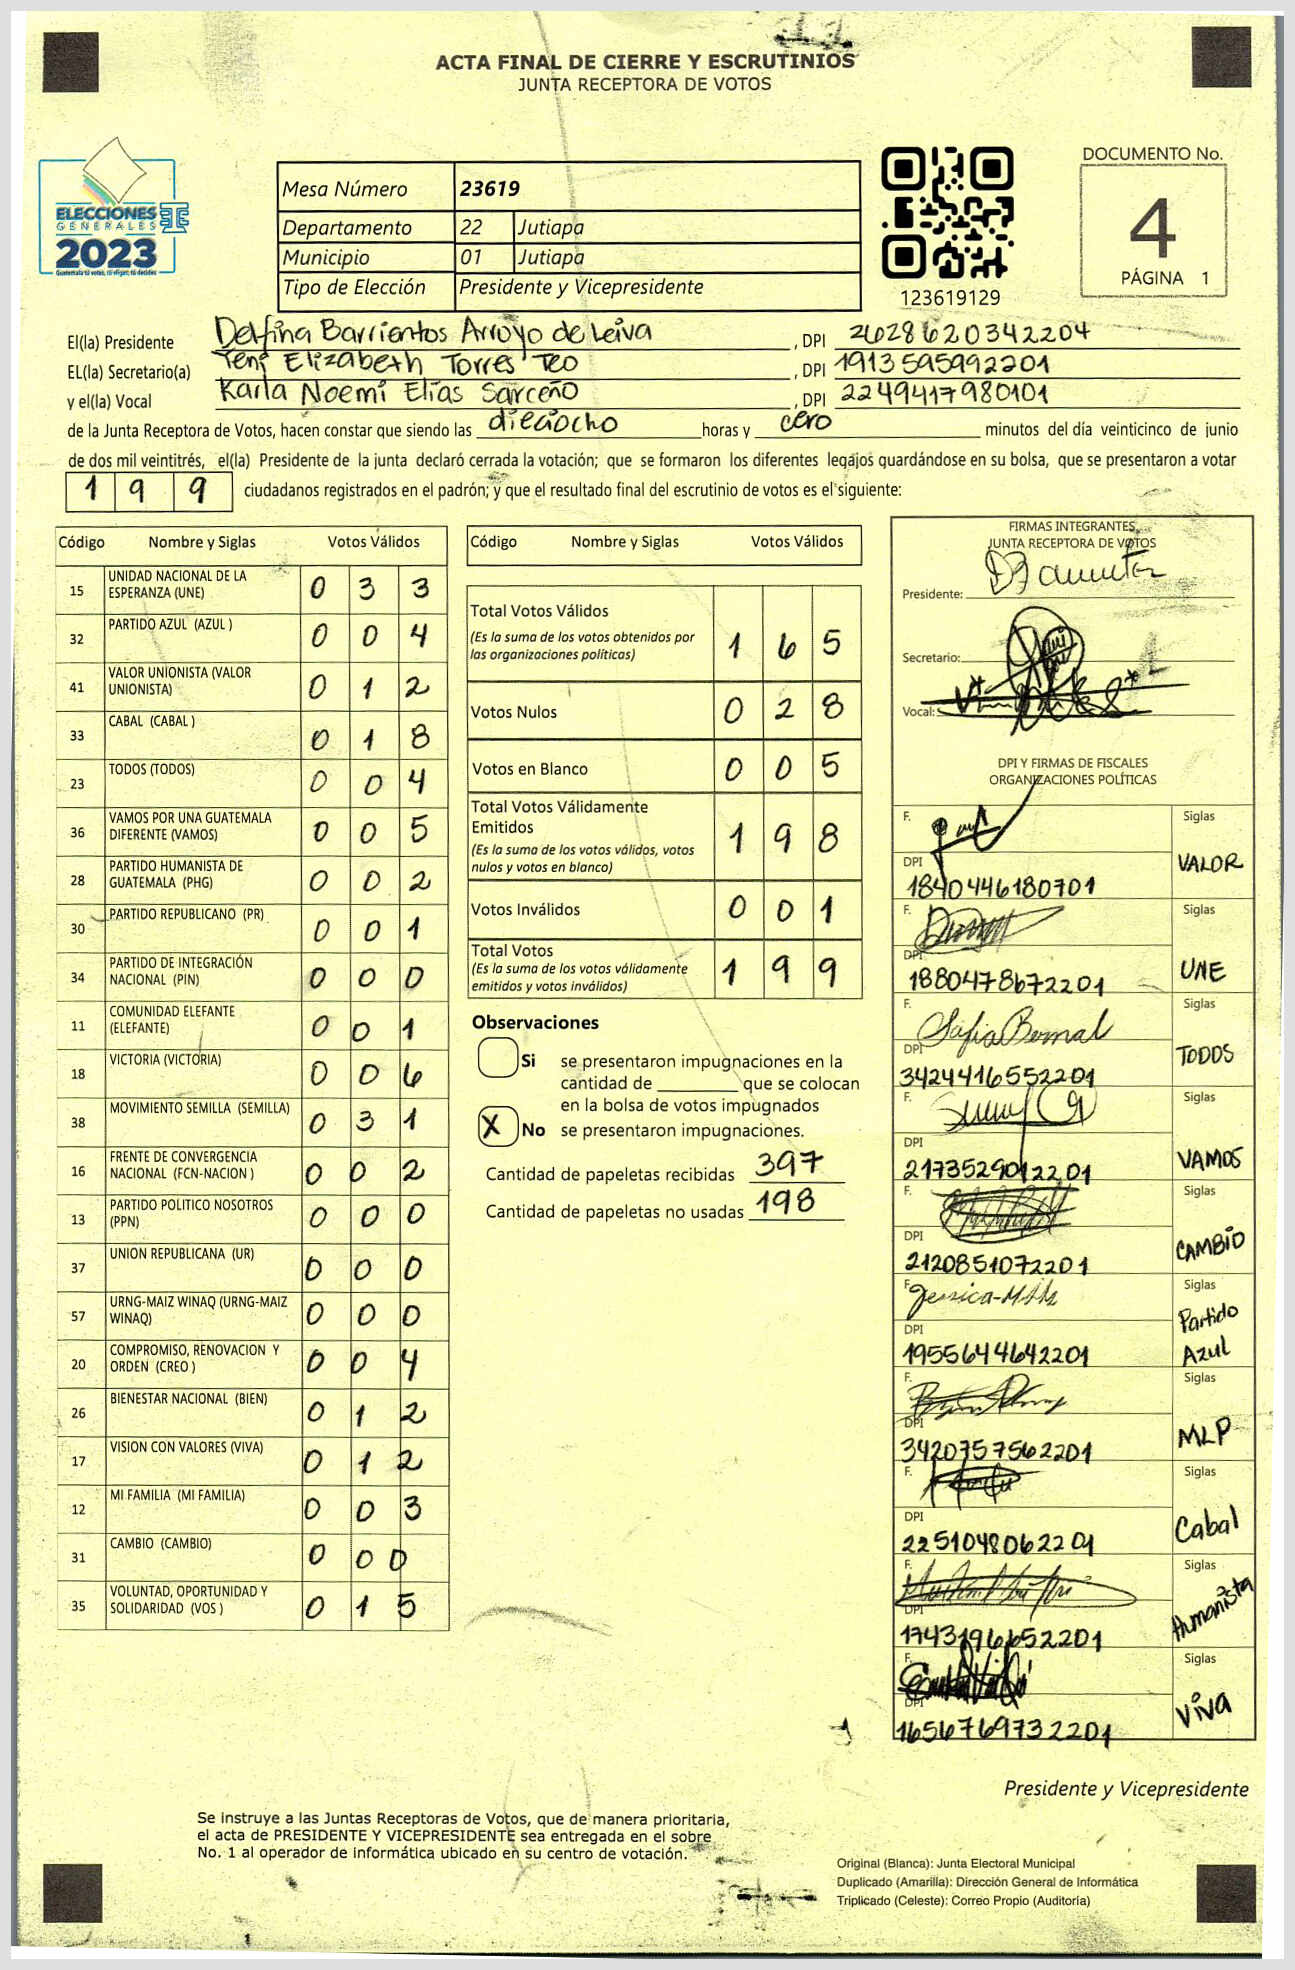 ACTA FINAL DE CIERRE Y ESCRUTINIOS
JUNTA RECEPTORA DE VOTOS
ELECCIONES
GENERALES
2023
Guatemala tú votas, tú eliges, tú decides
Mesa Número 23619
Departamento 22 Jutiapa
Municipio 01 Jutiapa
Tipo de Elección Presidente y Vicepresidente
123619129
DOCUMENTO No.
4
PÁGINA 1
El(la) Presidente Delfina Barrientos Arroyo de Leiva , DPI 2628620342204
EL(la) Secretario(a) Yeni Elizabeth Torres Teo , DPI 1913595992201
y el(la) Vocal Karla Noemi Elias Sarceño , DPI 2249417980101
de la Junta Receptora de Votos, hacen constar que siendo las dieciocho horas y cero minutos del día veinticinco de junio
de dos mil veintitrés, el(la) Presidente de la junta declaró cerrada la votación; que se formaron los diferentes legajos guardándose en su bolsa, que se presentaron a votar
1 9 9 ciudadanos registrados en el padrón; y que el resultado final del escrutinio de votos es el siguiente:
Código Nombre y Siglas Votos Válidos
15 UNIDAD NACIONAL DE LA ESPERANZA (UNE) 0 3 3
32 PARTIDO AZUL (AZUL ) 0 0 4
41 VALOR UNIONISTA (VALOR UNIONISTA) 0 1 2
33 CABAL (CABAL ) 0 1 8
23 TODOS (TODOS) 0 0 4
36 VAMOS POR UNA GUATEMALA DIFERENTE (VAMOS) 0 0 5
28 PARTIDO HUMANISTA DE GUATEMALA (PHG) 0 0 2
30 PARTIDO REPUBLICANO (PR) 0 0 1
34 PARTIDO DE INTEGRACIÓN NACIONAL (PIN) 0 0 0
11 COMUNIDAD ELEFANTE (ELEFANTE) 0 0 1
18 VICTORIA (VICTORIA) 0 0 6
38 MOVIMIENTO SEMILLA (SEMILLA) 0 3 1
16 FRENTE DE CONVERGENCIA NACIONAL (FCN-NACION ) 0 0 2
13 PARTIDO POLITICO NOSOTROS (PPN) 0 0 0
37 UNION REPUBLICANA (UR) 0 0 0
57 URNG-MAIZ WINAQ (URNG-MAIZ WINAQ) 0 0 0
20 COMPROMISO, RENOVACION Y ORDEN (CREO ) 0 0 4
26 BIENESTAR NACIONAL (BIEN) 0 1 2
17 VISION CON VALORES (VIVA) 0 1 2
12 MI FAMILIA (MI FAMILIA) 0 0 3
31 CAMBIO (CAMBIO) 0 0 0
35 VOLUNTAD, OPORTUNIDAD Y SOLIDARIDAD (VOS ) 0 1 5
Código Nombre y Siglas Votos Válidos
Total Votos Válidos 1 6 5
(Es la suma de los votos obtenidos por
las organizaciones políticas)
Votos Nulos 0 2 8
Votos en Blanco 0 0 5
Total Votos Válidamente
Emitidos 1 9 8
(Es la suma de los votos válidos, votos
nulos y votos en blanco)
Votos Inválidos 0 0 1
Total Votos 1 9 9
(Es la suma de los votos válidamente
emitidos y votos inválidos)
Observaciones
Si se presentaron impugnaciones en la
cantidad de ________ que se colocan
en la bolsa de votos impugnados
X No se presentaron impugnaciones.
Cantidad de papeletas recibidas 397
Cantidad de papeletas no usadas 198
FIRMAS INTEGRANTES
JUNTA RECEPTORA DE VOTOS
Presidente:
Secretario:
Vocal:
DPI Y FIRMAS DE FISCALES
ORGANIZACIONES POLÍTICAS
F. Siglas
DPI VALOR
1840446180701
F. Siglas
DPI UNE
1880478672201
F. Sofia Bernal Siglas
DPI TODOS
3424416552201
F. Siglas
DPI VAMOS
2173529012201
F. Siglas
DPI CAMBIO
2120851072201
F. Jessica Siglas
DPI Partido
1955644642201 Azul
F. Siglas
DPI MLP
3420757562201
F. Siglas
DPI Cabal
2251048062201
F. Siglas
DPI Humanista
1743196652201
F. Siglas
DPI Viva
1656769732201
Presidente y Vicepresidente
Se instruye a las Juntas Receptoras de Votos, que de manera prioritaria,
el acta de PRESIDENTE Y VICEPRESIDENTE sea entregada en el sobre
No. 1 al operador de informática ubicado en su centro de votación.
Original (Blanca): Junta Electoral Municipal
Duplicado (Amarilla): Dirección General de Informática
Triplicado (Celeste): Correo Propio (Auditoría)